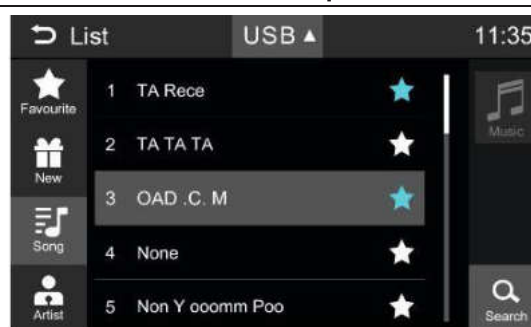 List USB 11:35
Favourite
New
Song
Artist
1 TA Rece
2 TA TA TA
3 OAD .C. M
4 None
5 Non Y ooomm Poo
Music
Search